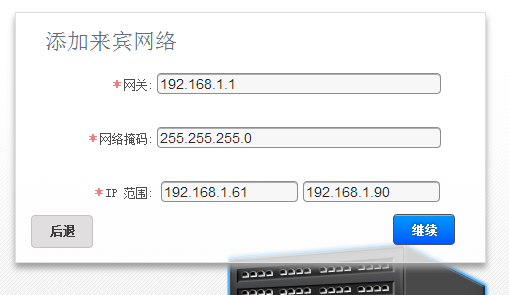 添加来宾网络
*网关: 192.168.1.1
*网络掩码: 255.255.255.0
*IP 范围: 192.168.1.61 192.168.1.90
后退 继续